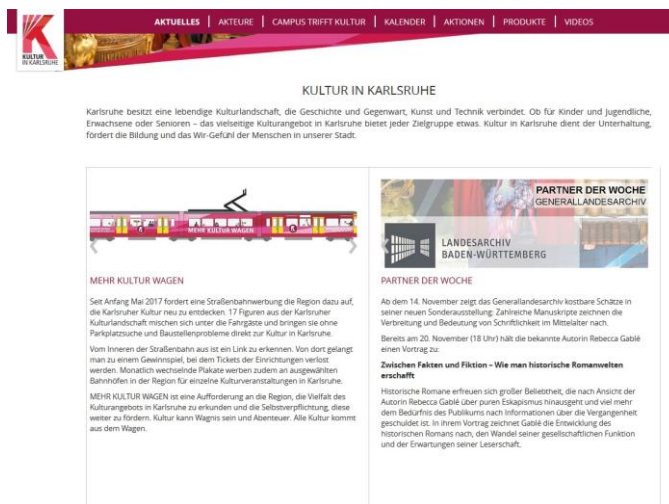 AKTUELLES | AKTEURE | CAMPUS TRIFFT KULTUR | KALENDER | AKTIONEN | PRODUKTE | VIDEOS
KULTUR
IN KARLSRUHE
KULTUR IN KARLSRUHE
Karlsruhe besitzt eine lebendige Kulturlandschaft, die Geschichte und Gegenwart, Kunst und Technik verbindet. Ob für Kinder und Jugendliche,
Erwachsene oder Senioren – das vielseitige Kulturangebot in Karlsruhe bietet jeder Zielgruppe etwas. Kultur in Karlsruhe dient der Unterhaltung,
fördert die Bildung und das Wir-Gefühl der Menschen in unserer Stadt.
MEHR KULTUR WAGEN
MEHR KULTUR WAGEN
Seit Anfang Mai 2017 fordert eine Straßenbahnwerbung die Region dazu auf,
die Karlsruher Kultur neu zu entdecken. 17 Figuren aus der Karlsruher
Kulturlandschaft mischen sich unter die Fahrgäste und bringen sie ohne
Parkplatzsuche und Baustellenprobleme direkt zur Kultur in Karlsruhe.
Vom Inneren der Straßenbahn aus ist ein Link zu erkennen. Von dort gelangt
man zu einem Gewinnspiel, bei dem Tickets der Einrichtungen verlost
werden. Monatlich wechselnde Plakate werben zudem an ausgewählten
Bahnhöfen in der Region für einzelne Kulturveranstaltungen in Karlsruhe.
MEHR KULTUR WAGEN ist eine Aufforderung an die Region, die Vielfalt des
Kulturangebots in Karlsruhe zu erkunden und die Selbstverpflichtung, diese
weiter zu fördern. Kultur kann Wagnis sein und Abenteuer. Alle Kultur kommt
aus dem Wagen.
PARTNER DER WOCHE
GENERALLANDESARCHIV
LANDESARCHIV
BADEN-WÜRTTEMBERG
PARTNER DER WOCHE
Ab dem 14. November zeigt das Generallandesarchiv kostbare Schätze in
seiner neuen Sonderausstellung: Zahlreiche Manuskripte zeichnen die
Verbreitung und Bedeutung von Schriftlichkeit im Mittelalter nach.
Bereits am 20. November (18 Uhr) hält die bekannte Autorin Rebecca Gablé
einen Vortrag zu:
Zwischen Fakten und Fiktion – Wie man historische Romanwelten
erschafft
Historische Romane erfreuen sich großer Beliebtheit, die nach Ansicht der
Autorin Rebecca Gablé über puren Eskapismus hinausgeht und viel mehr
dem Bedürfnis des Publikums nach Informationen über die Vergangenheit
geschuldet ist. In ihrem Vortrag zeichnet Gablé die Entwicklung des
historischen Romans nach, den Wandel seiner gesellschaftlichen Funktion
und der Erwartungen seiner Leserschaft.